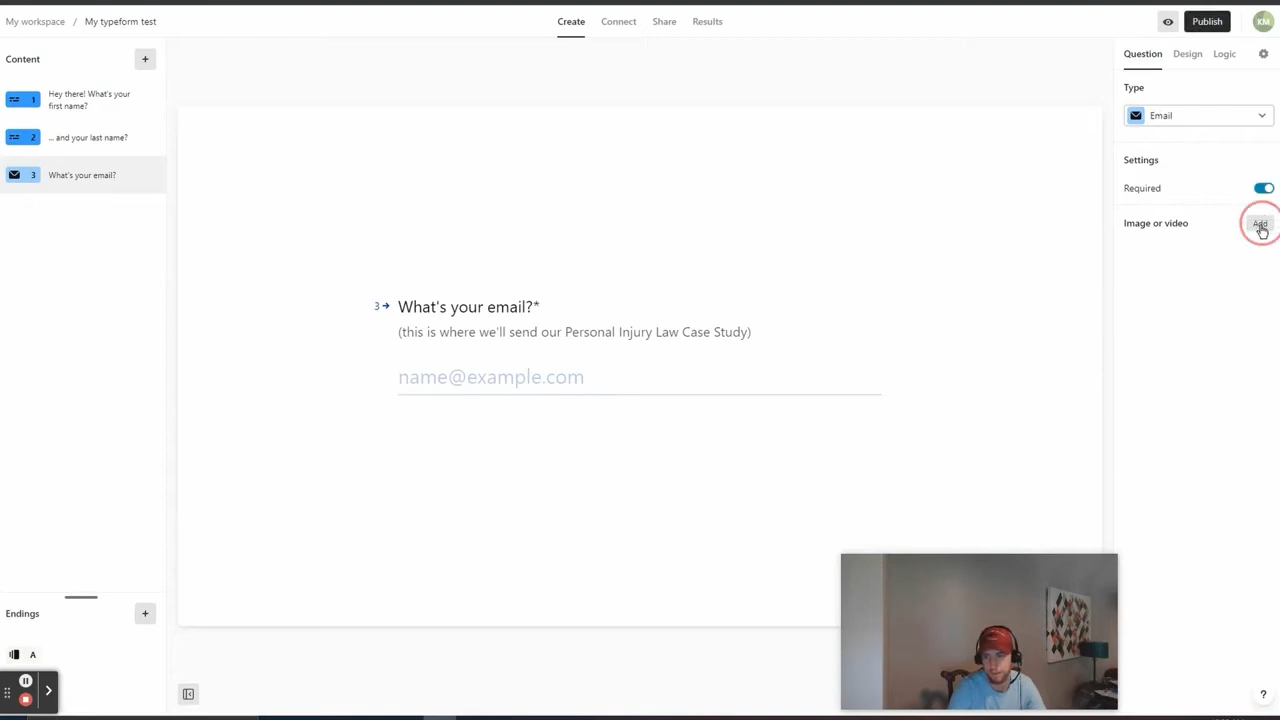 My workspace / My typeform test
Create Connect Share Results
Publish
KM
Content
+
Question Design Logic
1 Hey there! What's your first name?
2 ... and your last name?
3 What's your email?
Type
Email
Settings
Required
Image or video Add
3 What's your email?*
(this is where we'll send our Personal Injury Law Case Study)
name@example.com
Endings
+
A
?